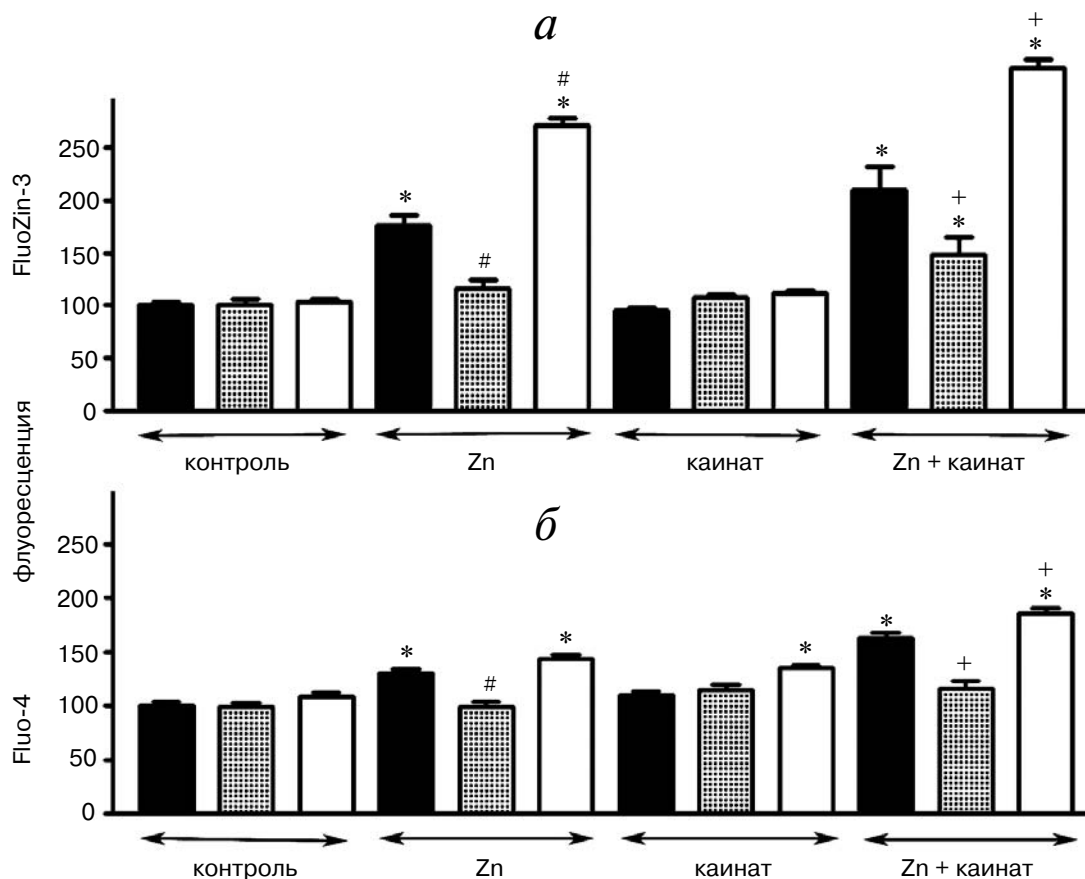 а
FluoZin-3
250
200
150
100
50
0
# *
*
#
*
+ *
+ *
контроль
Zn
каинат
Zn + каинат
флуоресценция
б
Fluo-4
250
200
150
100
50
0
*
#
*
*
*
+
+ *
контроль
Zn
каинат
Zn + каинат